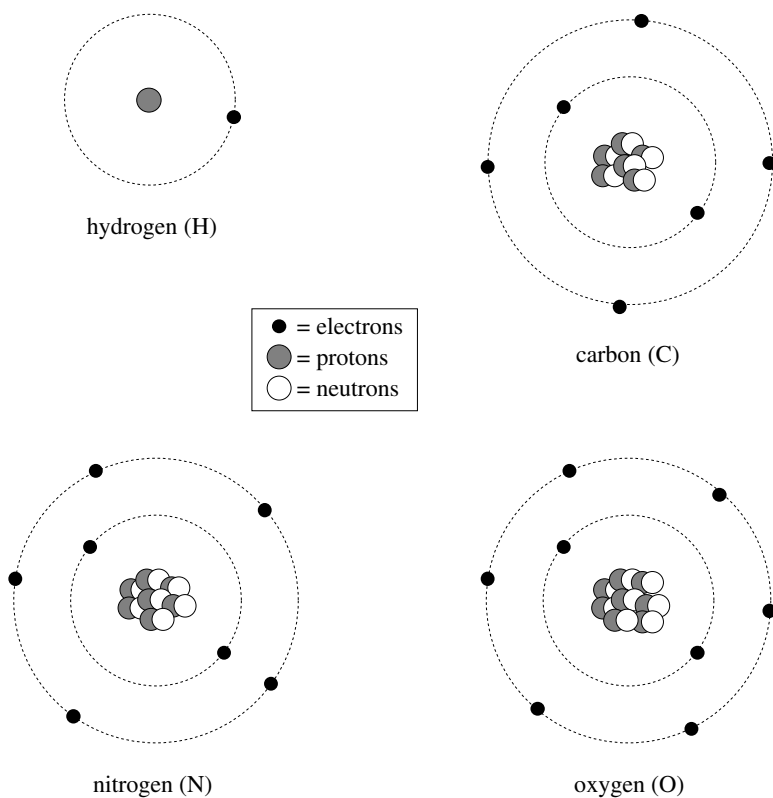 hydrogen (H)
= electrons
= protons
= neutrons
carbon (C)
nitrogen (N)
oxygen (O)